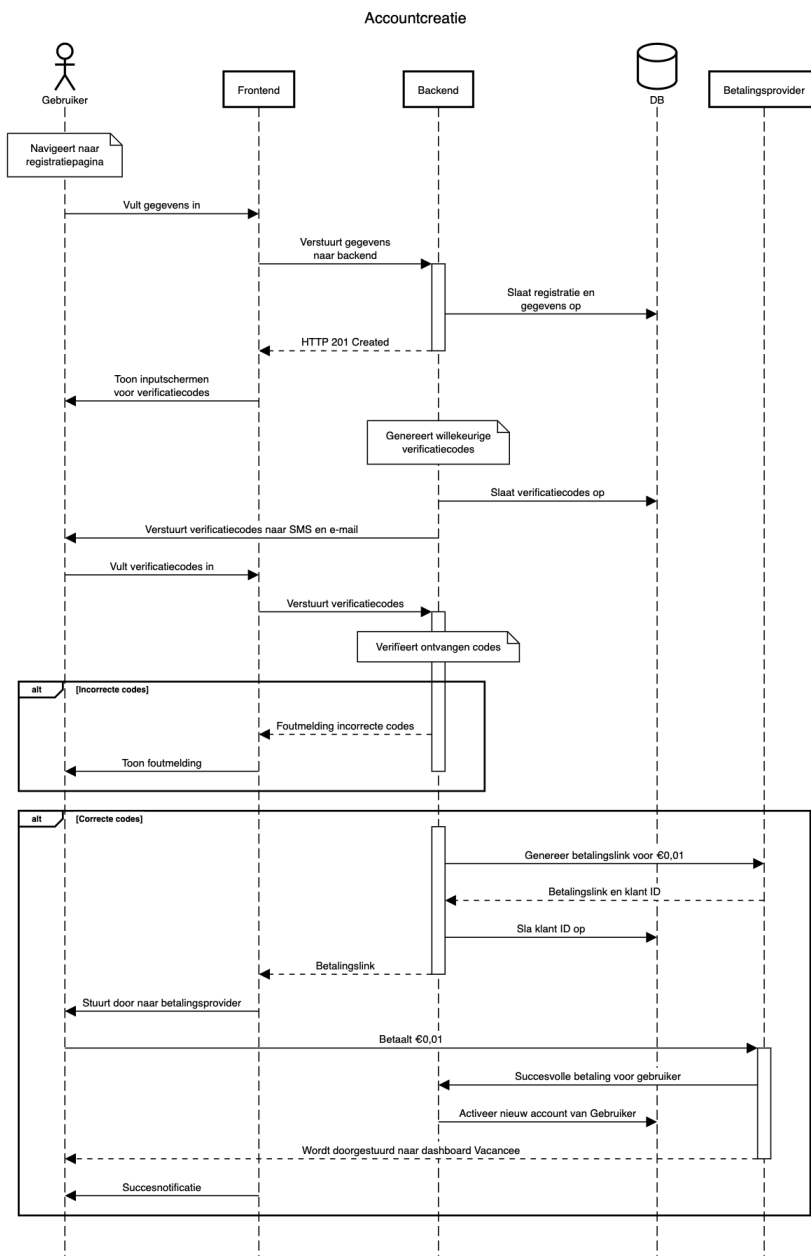 Accountcreatie
Gebruiker
Frontend
Backend
DB
Betalingsprovider
Navigeert naar
registratiepagina
Vult gegevens in
Verstuurt gegevens
naar backend
Slaat registratie en
gegevens op
HTTP 201 Created
Toon inputschermen
voor verificatiecodes
Genereert willekeurige
verificatiecodes
Slaat verificatiecodes op
Verstuurt verificatiecodes naar SMS en e-mail
Vult verificatiecodes in
Verstuurt verificatiecodes
Verifieert ontvangen codes
alt [Incorrecte codes]
Foutmelding incorrecte codes
Toon foutmelding
alt [Correcte codes]
Genereer betalingslink voor €0,01
Betalingslink en klant ID
Sla klant ID op
Betalingslink
Stuurt door naar betalingsprovider
Betaalt €0,01
Succesvolle betaling voor gebruiker
Activeer nieuw account van Gebruiker
Wordt doorgestuurd naar dashboard Vacancee
Succesnotificatie